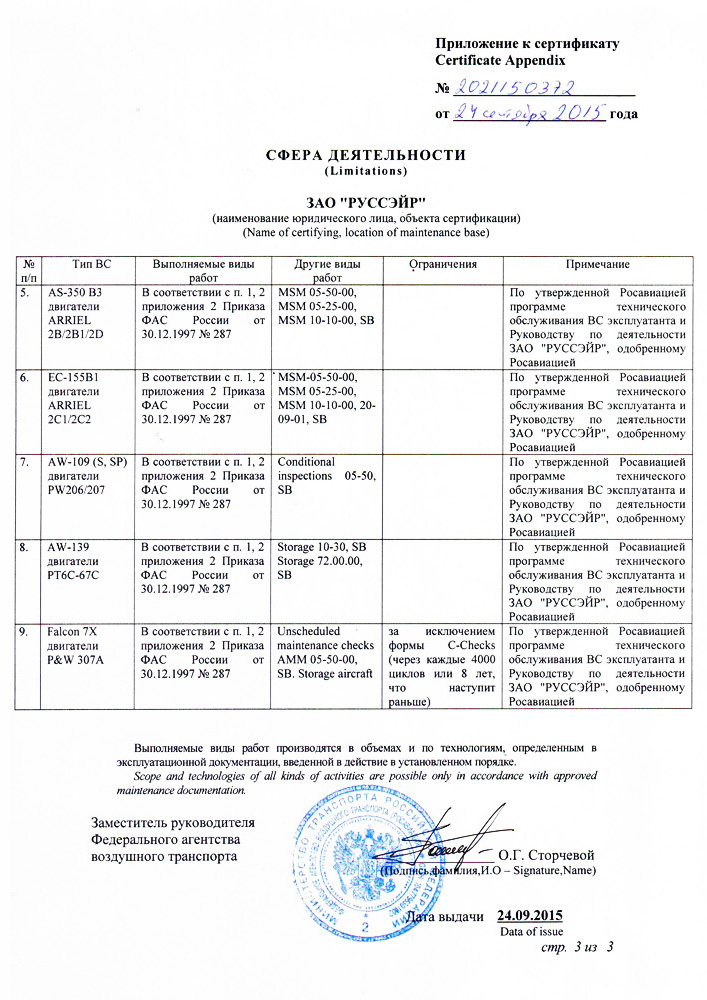 Приложение к сертификату
Certificate Appendix
№ 2021150372
от 24 сентября 2015 года
СФЕРА ДЕЯТЕЛЬНОСТИ
(Limitations)
ЗАО "РУССЭЙР"
(наименование юридического лица, объекта сертификации)
(Name of certifying, location of maintenance base)
№ п/п
Тип ВС
Выполняемые виды
работ
Другие виды
работ
Ограничения
Примечание
5.
AS-350 B3
двигатели
ARRIEL
2B/2B1/2D
В соответствии с п. 1, 2
приложения 2 Приказа
ФАС России от
30.12.1997 № 287
MSM 05-50-00,
MSM 05-25-00,
MSM 10-10-00, SB
По утвержденной Росавиацией
программе технического
обслуживания ВС эксплуатанта и
Руководству по деятельности
ЗАО "РУССЭЙР", одобренному
Росавиацией
6.
EC-155B1
двигатели
ARRIEL
2C1/2C2
В соответствии с п. 1, 2
приложения 2 Приказа
ФАС России от
30.12.1997 № 287
MSM-05-50-00,
MSM 05-25-00,
MSM 10-10-00, 20-
09-01, SB
По утвержденной Росавиацией
программе технического
обслуживания ВС эксплуатанта и
Руководству по деятельности
ЗАО "РУССЭЙР", одобренному
Росавиацией
7.
AW-109 (S, SP)
двигатели
PW206/207
В соответствии с п. 1, 2
приложения 2 Приказа
ФАС России от
30.12.1997 № 287
Conditional
inspections 05-50,
SB
По утвержденной Росавиацией
программе технического
обслуживания ВС эксплуатанта и
Руководству по деятельности
ЗАО "РУССЭЙР", одобренному
Росавиацией
8.
AW-139
двигатели
PT6C-67C
В соответствии с п. 1, 2
приложения 2 Приказа
ФАС России от
30.12.1997 № 287
Storage 10-30, SB
Storage 72.00.00,
SB
По утвержденной Росавиацией
программе технического
обслуживания ВС эксплуатанта и
Руководству по деятельности
ЗАО "РУССЭЙР", одобренному
Росавиацией
9.
Falcon 7X
двигатели
P&W 307A
В соответствии с п. 1, 2
приложения 2 Приказа
ФАС России от
30.12.1997 № 287
Unscheduled
maintenance checks
AMM 05-50-00,
SB. Storage aircraft
за исключением
формы C-Checks
(через каждые 4000
циклов или 8 лет,
что наступит
раньше)
По утвержденной Росавиацией
программе технического
обслуживания ВС эксплуатанта и
Руководству по деятельности
ЗАО "РУССЭЙР", одобренному
Росавиацией
Выполняемые виды работ производятся в объемах и по технологиям, определенным в
эксплуатационной документации, введенной в действие в установленном порядке.
Scope and technologies of all kinds of activities are possible only in accordance with approved
maintenance documentation.
Заместитель руководителя
Федерального агентства
воздушного транспорта
О.Г. Сторчевой
(Подпись,фамилия,И.О – Signature,Name)
МИНИСТЕРСТВО ТРАНСПОРТА РОССИЙСКОЙ ФЕДЕРАЦИИ
2
Дата выдачи 24.09.2015
Data of issue
стр. 3 из 3